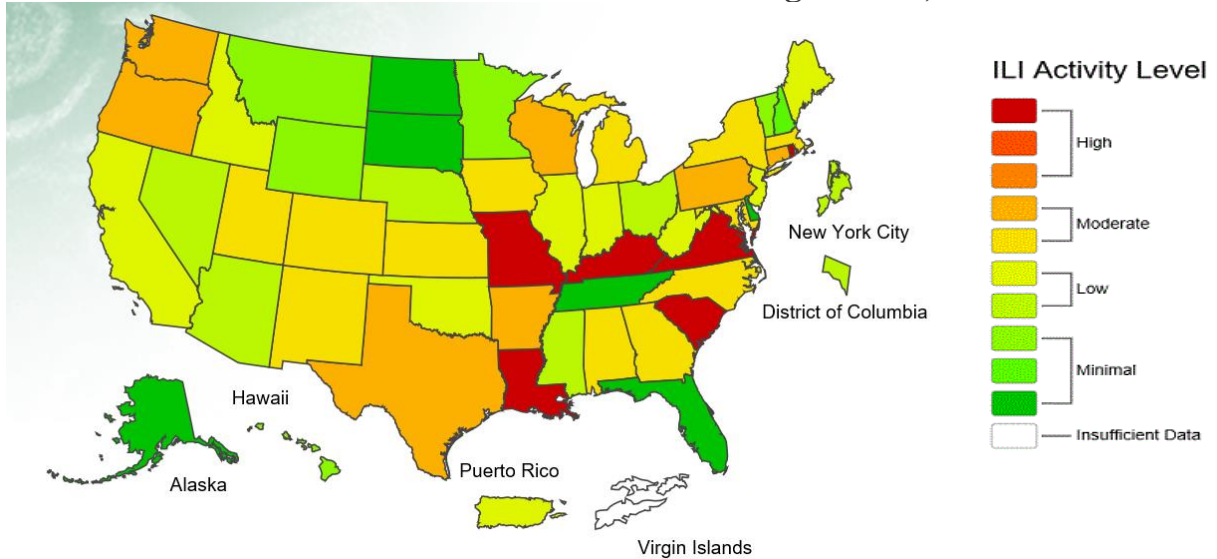 ILI Activity Level
High
Moderate
Low
Minimal
Insufficient Data
New York City
District of Columbia
Hawaii
Alaska
Puerto Rico
Virgin Islands